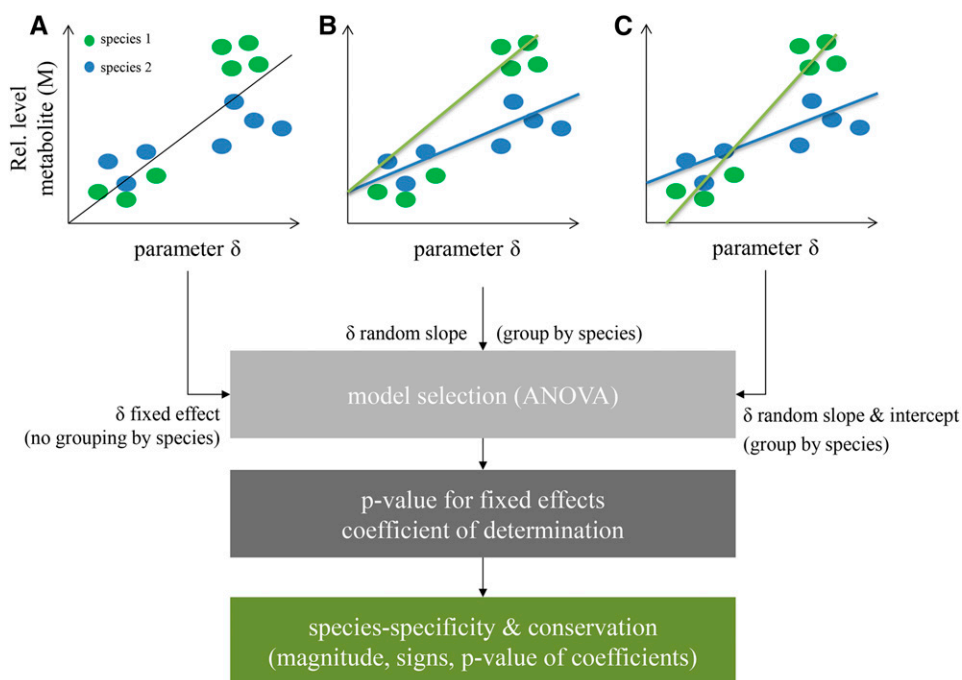 A
species 1
species 2
Rel. level
metabolite (M)
parameter δ
B
parameter δ
C
parameter δ
δ random slope
(group by species)
model selection (ANOVA)
δ fixed effect
(no grouping by species)
δ random slope & intercept
(group by species)
p-value for fixed effects
coefficient of determination
species-specificity & conservation
(magnitude, signs, p-value of coefficients)